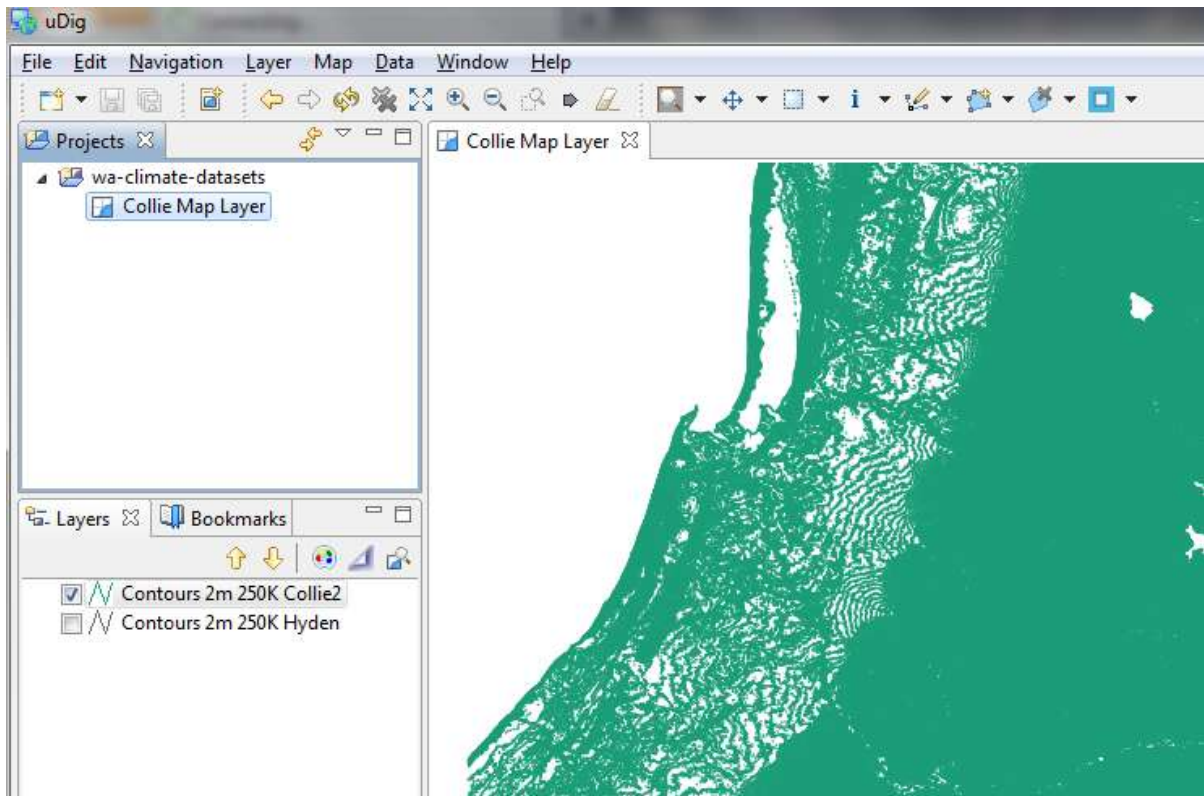 uDig
File Edit Navigation Layer Map Data Window Help
Projects
Collie Map Layer
wa-climate-datasets
Collie Map Layer
Layers
Bookmarks
Contours 2m 250K Collie2
Contours 2m 250K Hyden